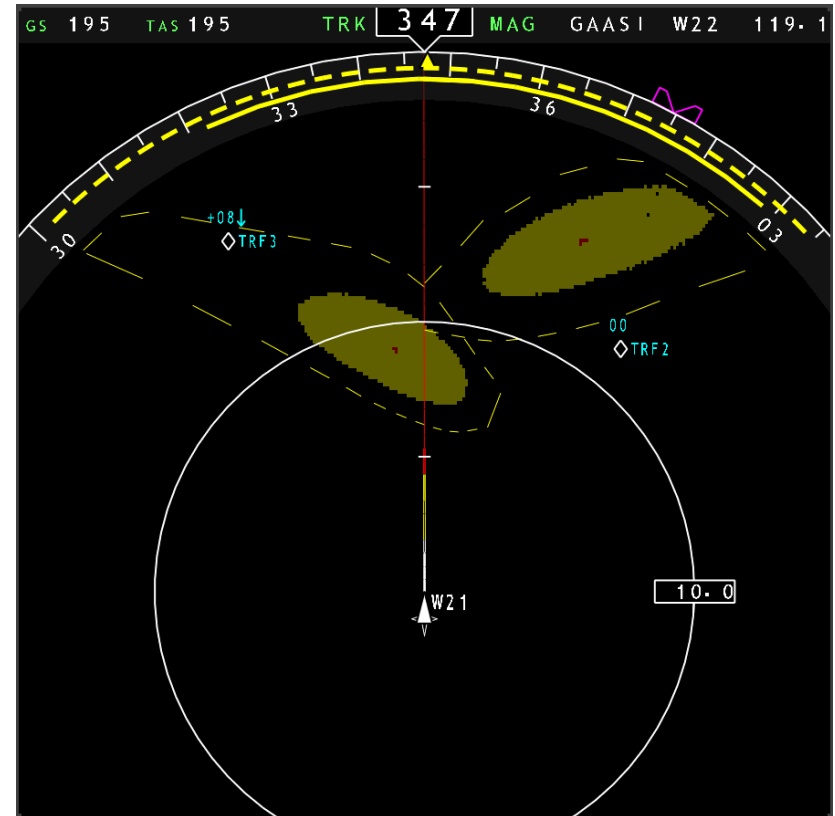 GS 195 TAS 195 TRK 347 MAG GAASI W22 119.1
33 36
30 03
+08↓
TRF3
00
TRF2
10.0
W21